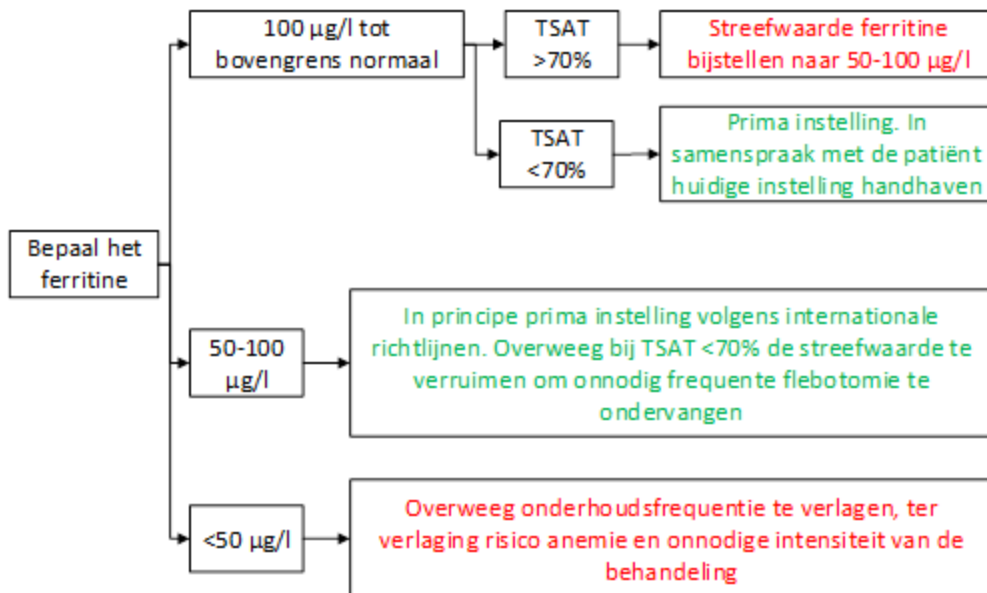 100 µg/l tot
bovengrens normaal
TSAT
>70%
Streefwaarde ferritine
bijstellen naar 50-100 µg/l
TSAT
<70%
Prima instelling. In
samenspraak met de patiënt
huidige instelling handhaven
Bepaal het
ferritine
50-100
µg/l
In principe prima instelling volgens internationale
richtlijnen. Overweeg bij TSAT <70% de streefwaarde te
verruimen om onnodig frequente flebotomie te
ondervangen
<50 µg/l
Overweeg onderhoudsfrequentie te verlagen, ter
verlaging risico anemie en onnodige intensiteit van de
behandeling